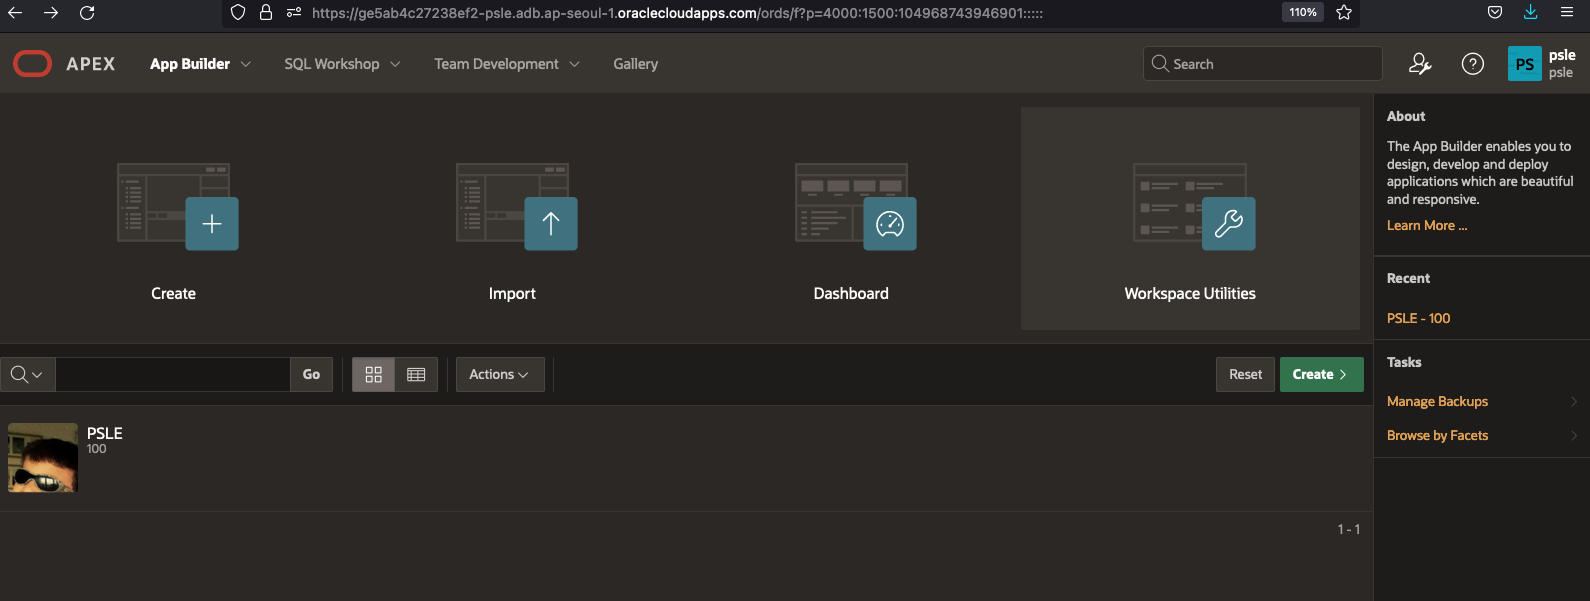 https://ge5ab4c27238ef2-psle.adb.ap-seoul-1.oraclecloudapps.com/ords/f?p=4000:1500:104968743946901:::::
110%
APEX
App Builder
SQL Workshop
Team Development
Gallery
Search
PS
psle
psle
Create
Import
Dashboard
Workspace Utilities
Go
Actions
Reset
Create
PSLE
100
1 - 1
About
The App Builder enables you to
design, develop and deploy
applications which are beautiful
and responsive.
Learn More ...
Recent
PSLE - 100
Tasks
Manage Backups
Browse by Facets